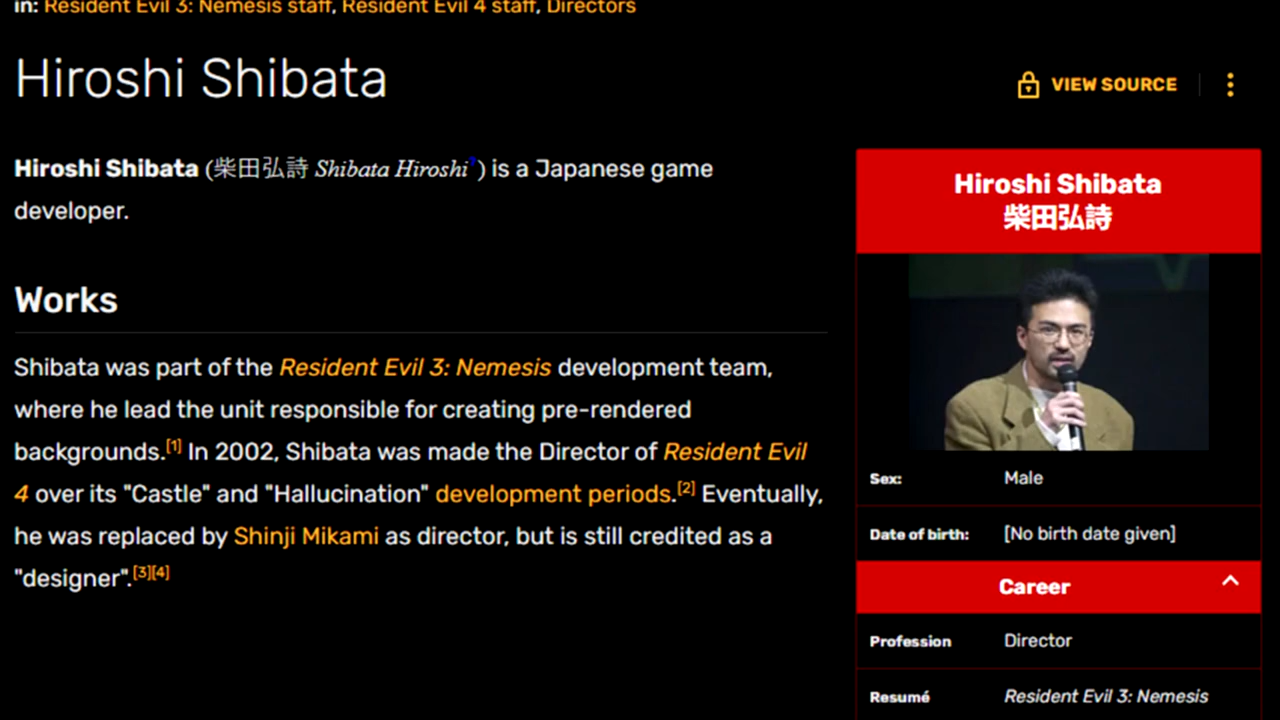 in: Resident Evil 3: Nemesis staff, Resident Evil 4 staff, Directors
Hiroshi Shibata
VIEW SOURCE
Hiroshi Shibata (柴田弘詩 Shibata Hiroshi?) is a Japanese game
developer.
Works
Shibata was part of the Resident Evil 3: Nemesis development team,
where he lead the unit responsible for creating pre-rendered
backgrounds.[1] In 2002, Shibata was made the Director of Resident Evil
4 over its "Castle" and "Hallucination" development periods.[2] Eventually,
he was replaced by Shinji Mikami as director, but is still credited as a
"designer".[3][4]
Hiroshi Shibata
柴田弘詩
Sex: Male
Date of birth: [No birth date given]
Career
Profession Director
Resumé Resident Evil 3: Nemesis